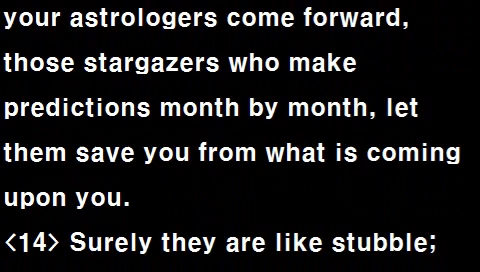 your astrologers come forward,
those stargazers who make
predictions month by month, let
them save you from what is coming
upon you.
<14> Surely they are like stubble;